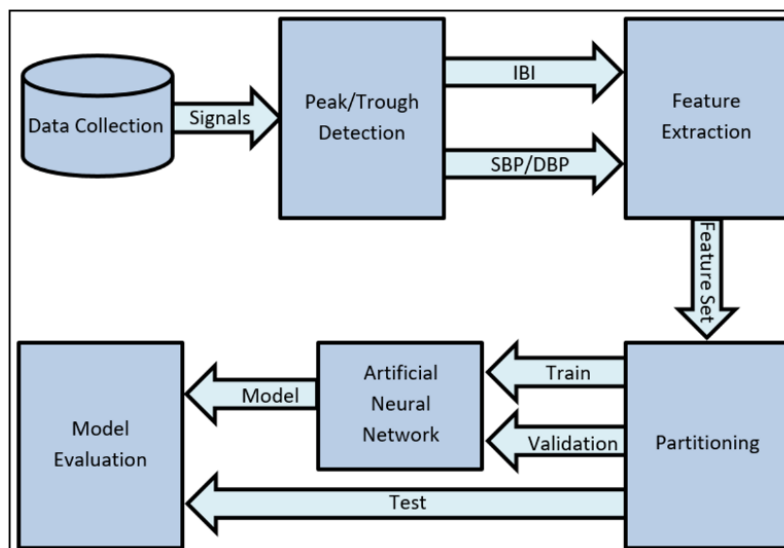 Data Collection
Signals
Peak/Trough
Detection
IBI
SBP/DBP
Feature
Extraction
Feature Set
Partitioning
Train
Validation
Test
Artificial
Neural
Network
Model
Model
Evaluation